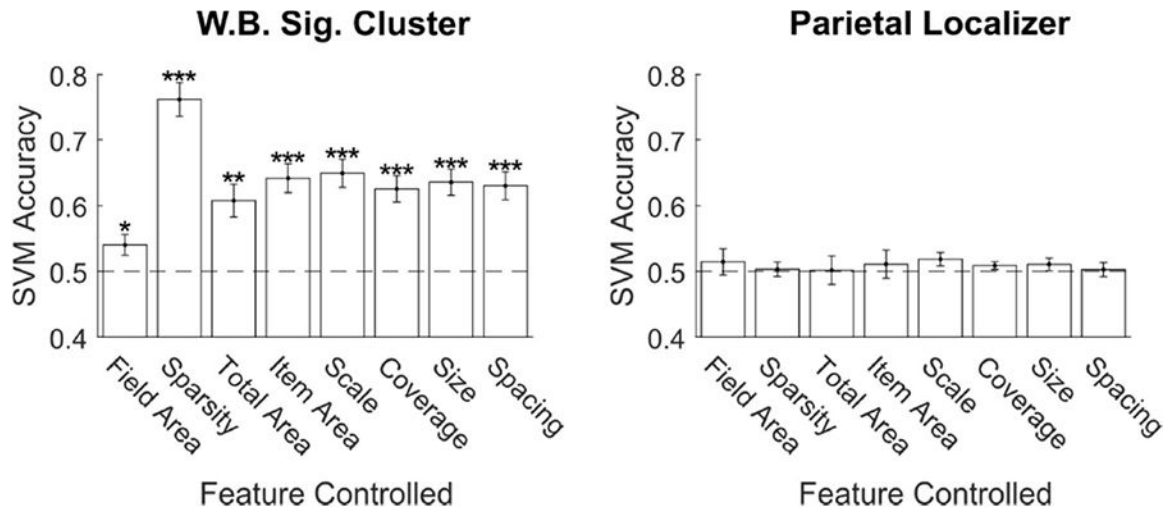 W.B. Sig. Cluster
SVM Accuracy
0.8
0.7
0.6
0.5
0.4
*
***
**
***
***
***
***
***
Field Area
Sparsity
Total Area
Item Area
Scale
Coverage
Size
Spacing
Feature Controlled
Parietal Localizer
SVM Accuracy
0.8
0.7
0.6
0.5
0.4
Field Area
Sparsity
Total Area
Item Area
Scale
Coverage
Size
Spacing
Feature Controlled